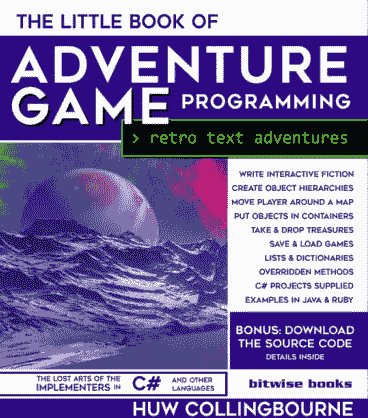 THE LITTLE BOOK OF
ADVENTURE
GAME PROGRAMMING
> retro text adventures
WRITE INTERACTIVE FICTION
CREATE OBJECT HIERARCHIES
MOVE PLAYER AROUND A MAP
PUT OBJECTS IN CONTAINERS
TAKE & DROP TREASURES
SAVE & LOAD GAMES
LISTS & DICTIONARIES
OVERRIDDEN METHODS
C# PROJECTS SUPPLIED
EXAMPLES IN JAVA & RUBY
BONUS: DOWNLOAD
THE SOURCE CODE
DETAILS INSIDE
THE LOST ARTS OF THE
IMPLEMENTERS IN C# AND OTHER
LANGUAGES
bitwise books
HUW COLLINGBOURNE